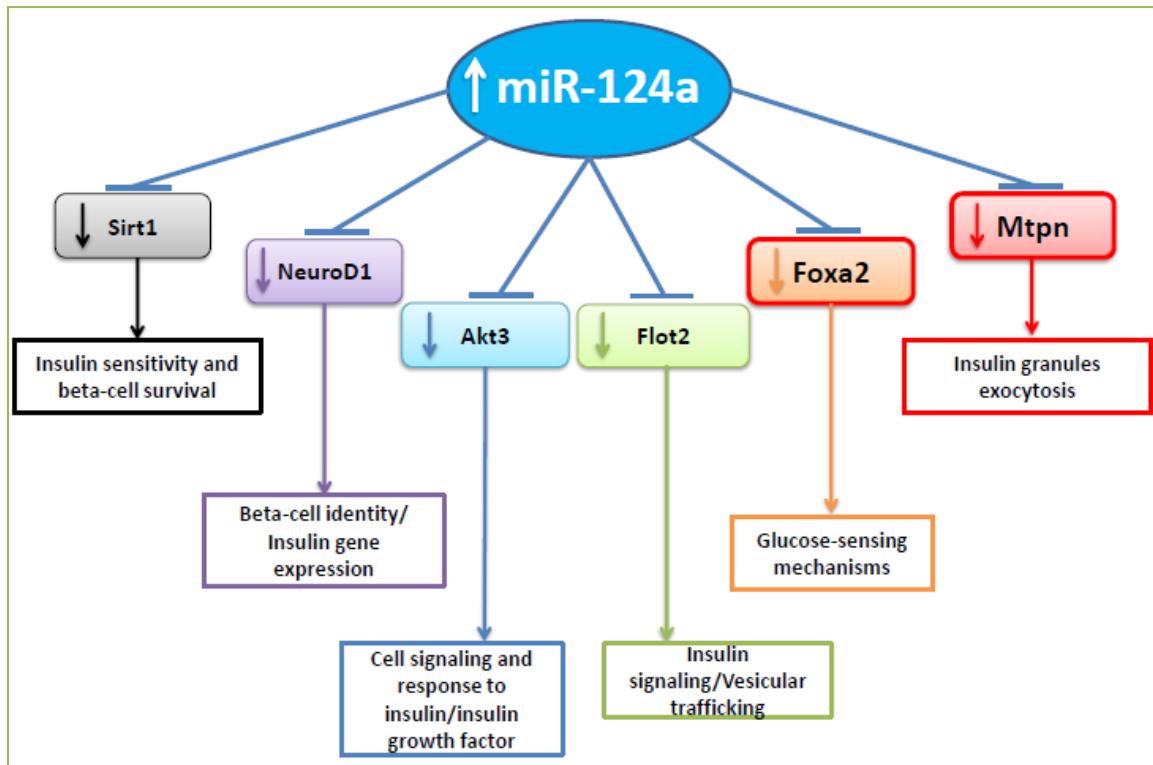 miR-124a
Sirt1
NeuroD1
Akt3
Flot2
Foxa2
Mtpn
Insulin sensitivity and
beta-cell survival
Insulin granules
exocytosis
Beta-cell identity/
Insulin gene
expression
Glucose-sensing
mechanisms
Cell signaling and
response to
insulin/insulin
growth factor
Insulin
signaling/Vesicular
trafficking